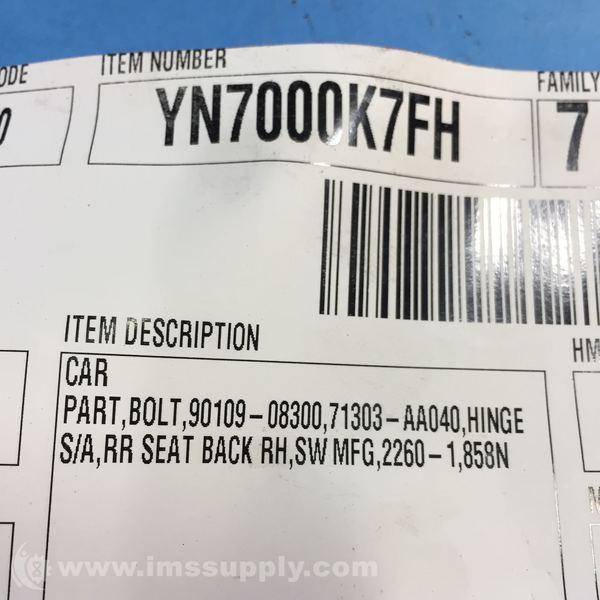 ODE
0
ITEM NUMBER
YN7000K7FH
FAMILY
7
ITEM DESCRIPTION
CAR
PART,BOLT,90109-08300,71303-AA040,HINGE
S/A,RR SEAT BACK RH,SW MFG,2260-1,858N
HM
www.imssupply.com